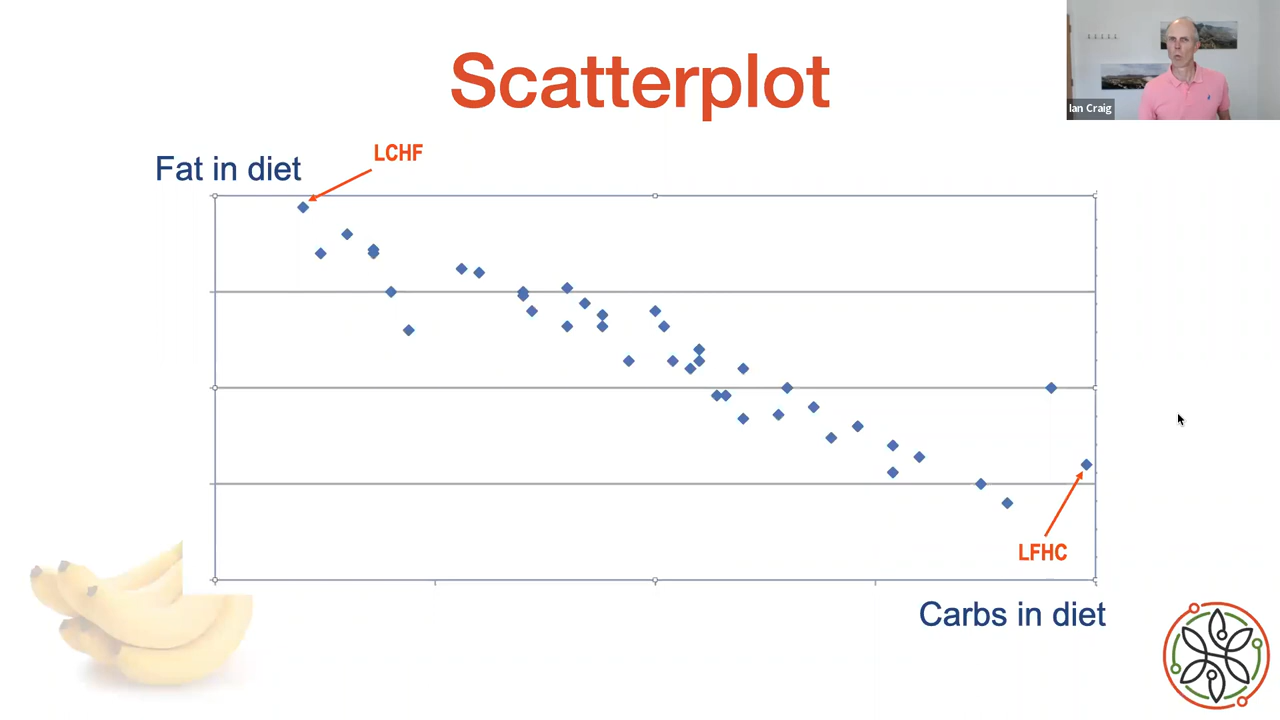 Scatterplot
Ian Craig
LCHF
Fat in diet
LFHC
Carbs in diet